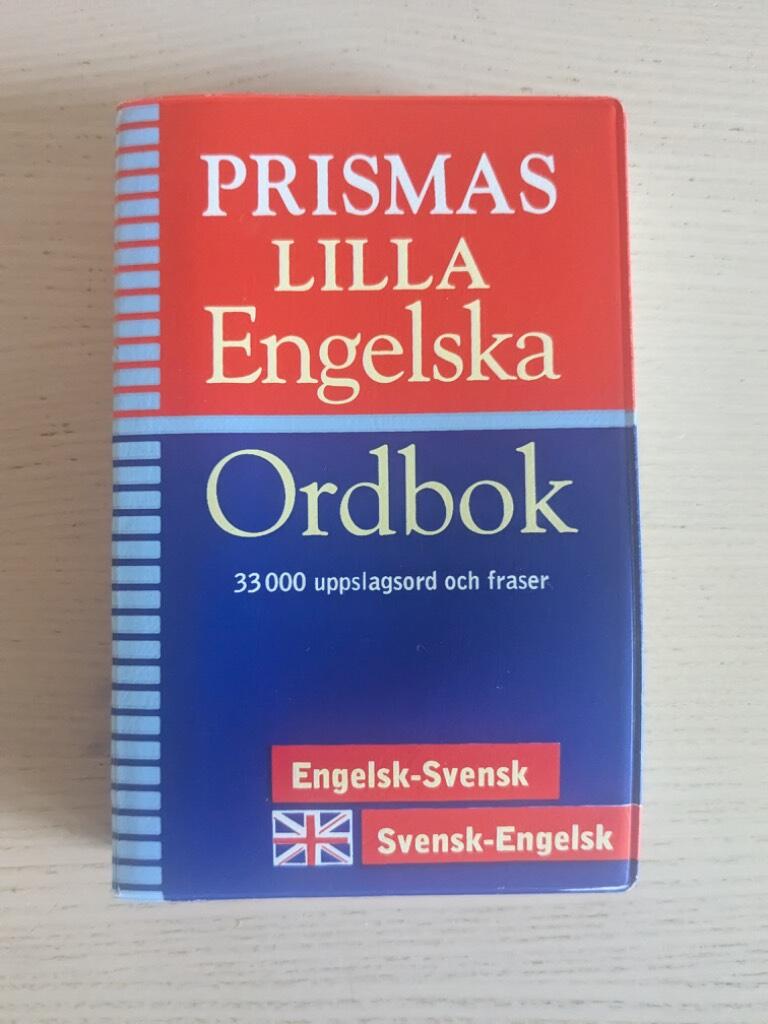 PRISMAS
LILLA
Engelska
Ordbok
33 000 uppslagsord och fraser
Engelsk-Svensk
Svensk-Engelsk